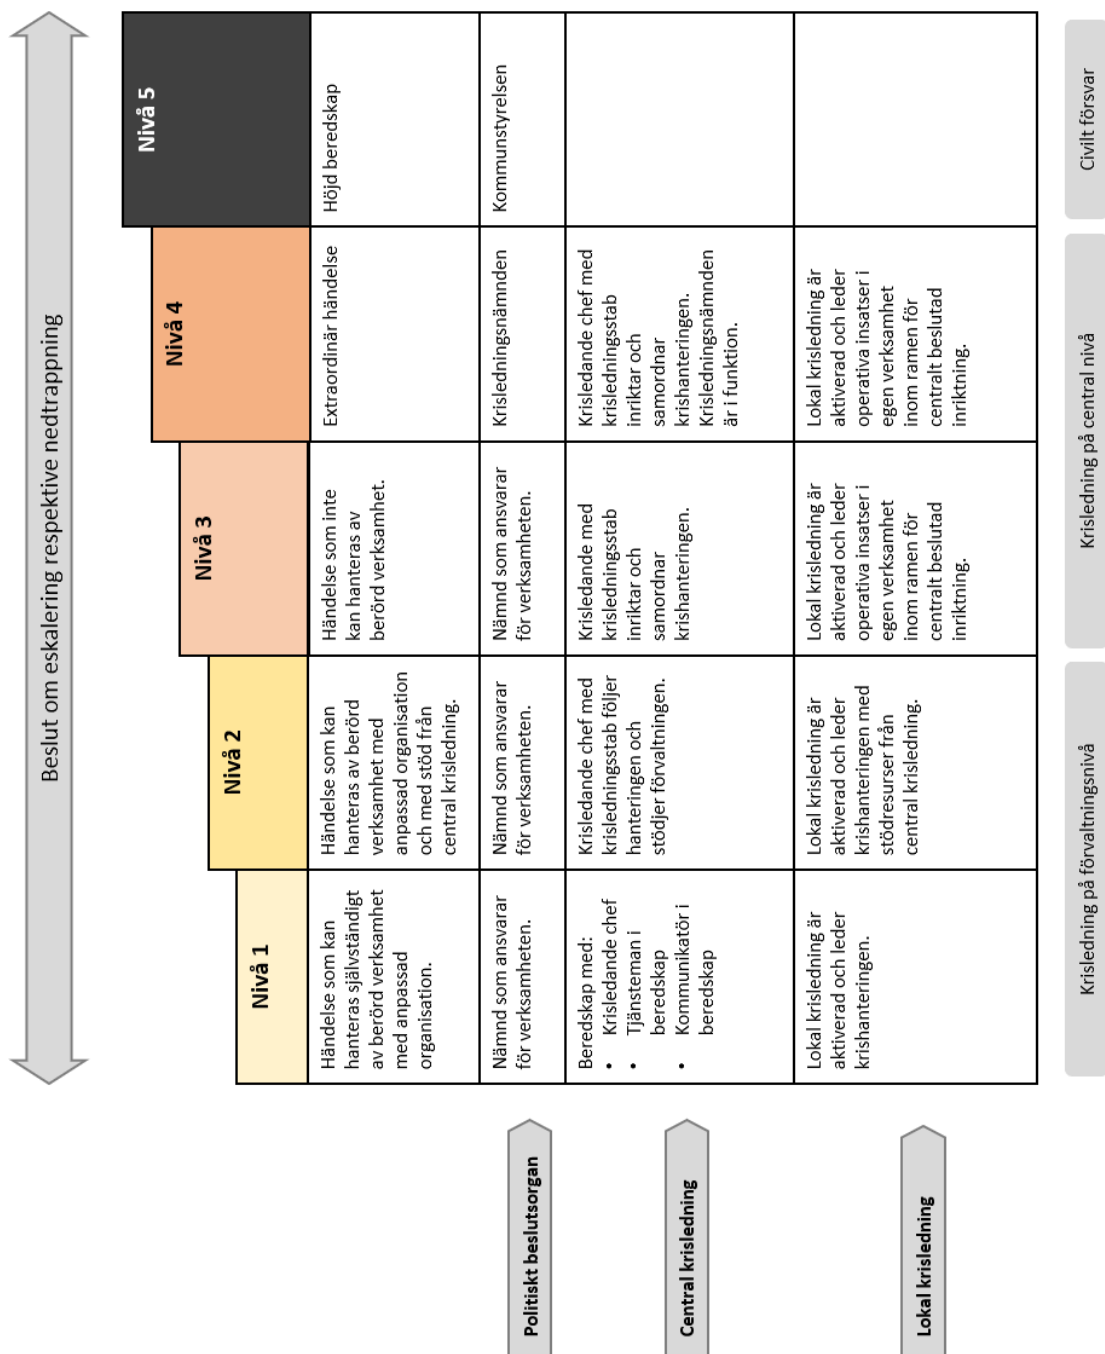 Beslut om eskalering respektive nedtrappning
Nivå 1
Nivå 2
Nivå 3
Nivå 4
Nivå 5
Händelse som kan
hanteras självständigt
av berörd verksamhet
med anpassad
organisation.
Händelse som kan
hanteras av berörd
verksamhet med
anpassad organisation
och med stöd från
central krisledning.
Händelse som inte
kan hanteras av
berörd verksamhet.
Extraordinär händelse
Höjd beredskap
Politiskt beslutsorgan
Nämnd som ansvarar
för verksamheten.
Nämnd som ansvarar
för verksamheten.
Nämnd som ansvarar
för verksamheten.
Krisledningsnämnden
Kommunstyrelsen
Central krisledning
Beredskap med:
• Krisledande chef
• Tjänsteman i
beredskap
• Kommunikatör i
beredskap
Krisledande chef med
krisledningsstab följer
hanteringen och
stödjer förvaltningen.
Krisledande med
krisledningsstab
inriktar och
samordnar
krishanteringen.
Krisledande chef med
krisledningsstab
inriktar och
samordnar
krishanteringen.
Krisledningsnämnden
är i funktion.
Lokal krisledning
Lokal krisledning är
aktiverad och leder
krishanteringen.
Lokal krisledning är
aktiverad och leder
krishanteringen med
stödresurser från
central krisledning.
Lokal krisledning är
aktiverad och leder
operativa insatser i
egen verksamhet
inom ramen för
centralt beslutad
inriktning.
Lokal krisledning är
aktiverad och leder
operativa insatser i
egen verksamhet
inom ramen för
centralt beslutad
inriktning.
Krisledning på förvaltningsnivå
Krisledning på central nivå
Civilt försvar